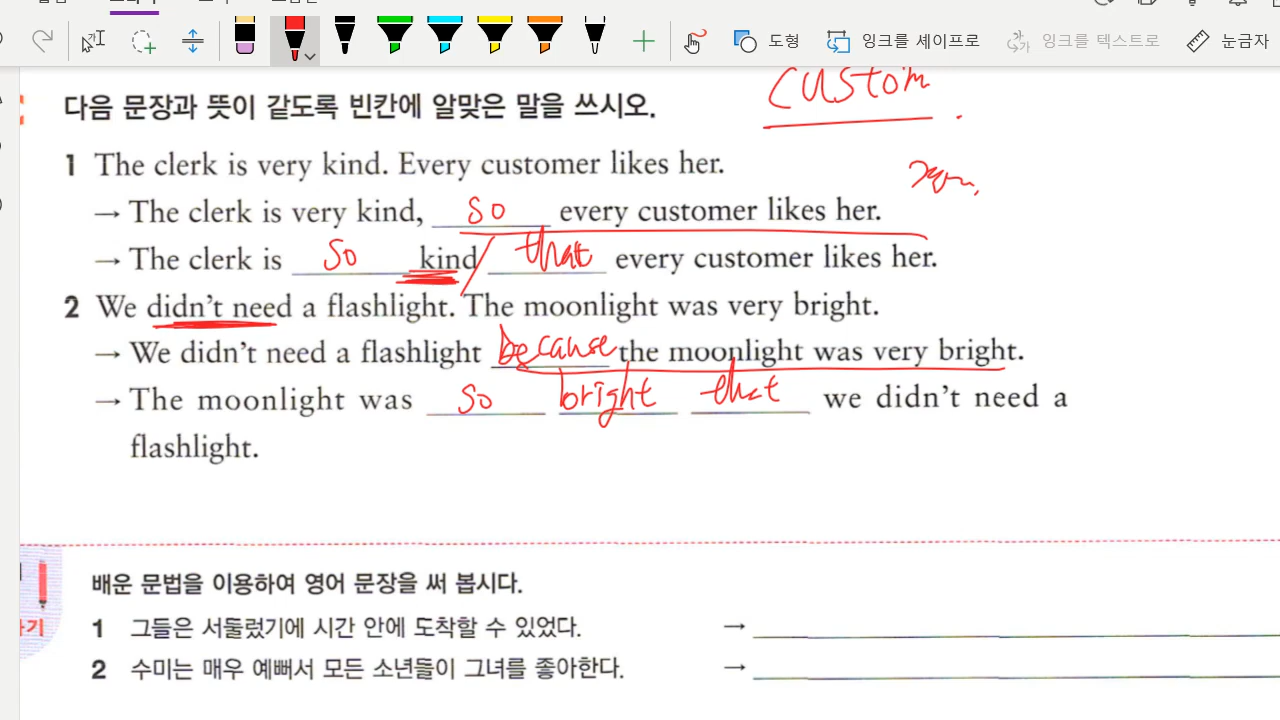 도형
잉크를 셰이프로
잉크를 텍스트로
눈금자
custom
다음 문장과 뜻이 같도록 빈칸에 알맞은 말을 쓰시오.
1 The clerk is very kind. Every customer likes her.
→ The clerk is very kind, so every customer likes her.
→ The clerk is so kind that every customer likes her.
2 We didn't need a flashlight. The moonlight was very bright.
→ We didn't need a flashlight because the moonlight was very bright.
→ The moonlight was so bright that we didn't need a
flashlight.
배운 문법을 이용하여 영어 문장을 써 봅시다.
1 그들은 서둘렀기에 시간 안에 도착할 수 있었다. →
2 수미는 매우 예뻐서 모든 소년들이 그녀를 좋아한다. →